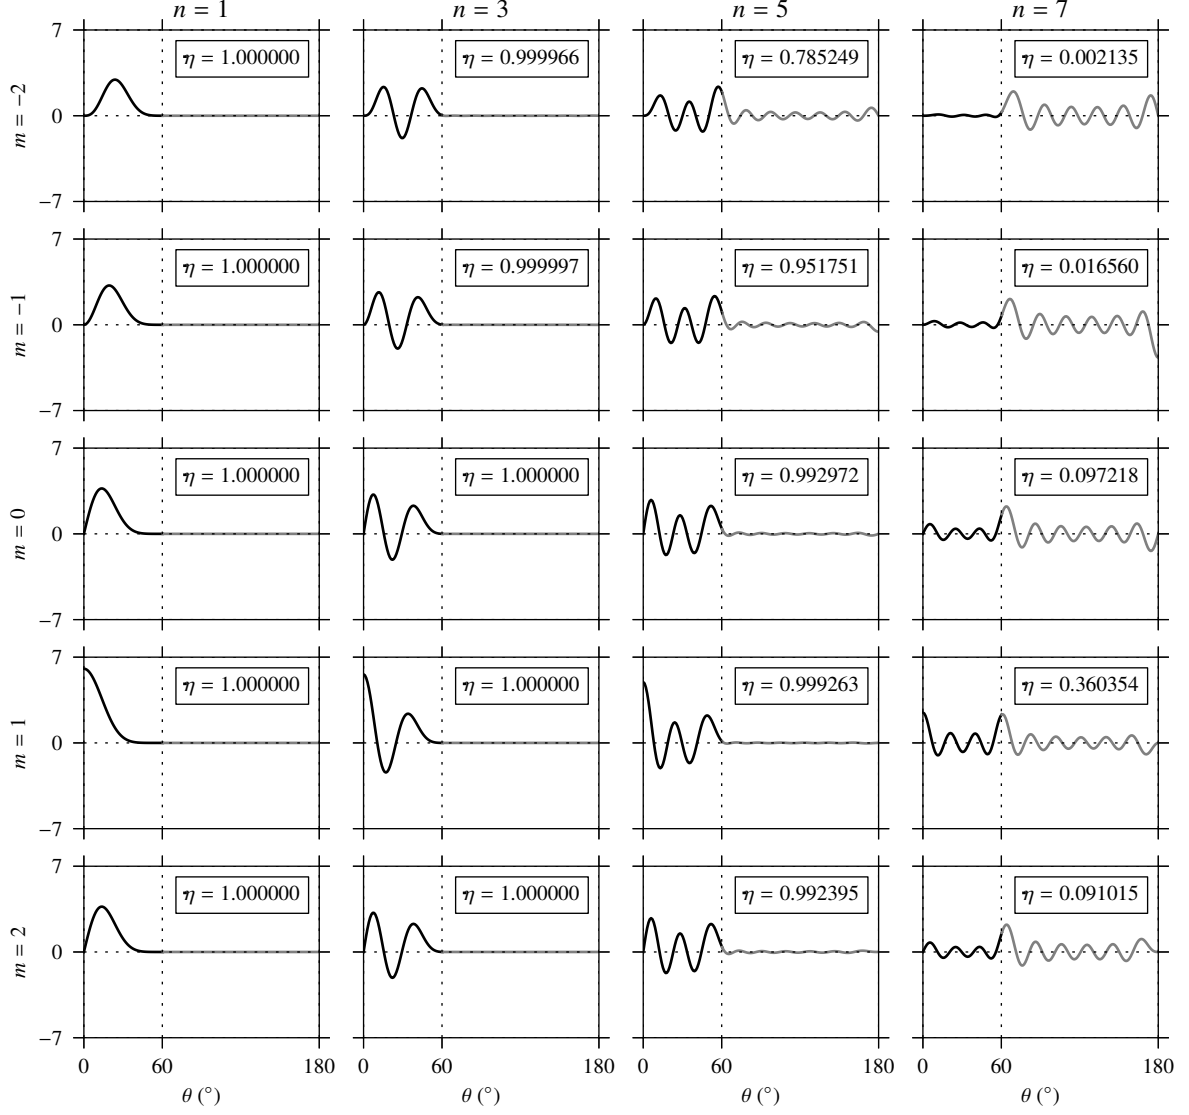 n = 1 n = 3 n = 5 n = 7
7 η = 1.000000 η = 0.999966 η = 0.785249 η = 0.002135
m = −2
0
−7
7 η = 1.000000 η = 0.999997 η = 0.951751 η = 0.016560
m = −1
0
−7
7 η = 1.000000 η = 1.000000 η = 0.992972 η = 0.097218
m = 0
0
−7
7 η = 1.000000 η = 1.000000 η = 0.999263 η = 0.360354
m = 1
0
−7
7 η = 1.000000 η = 1.000000 η = 0.992395 η = 0.091015
m = 2
0
−7
0 60 180 0 60 180 0 60 180 0 60 180
θ (°) θ (°) θ (°) θ (°)